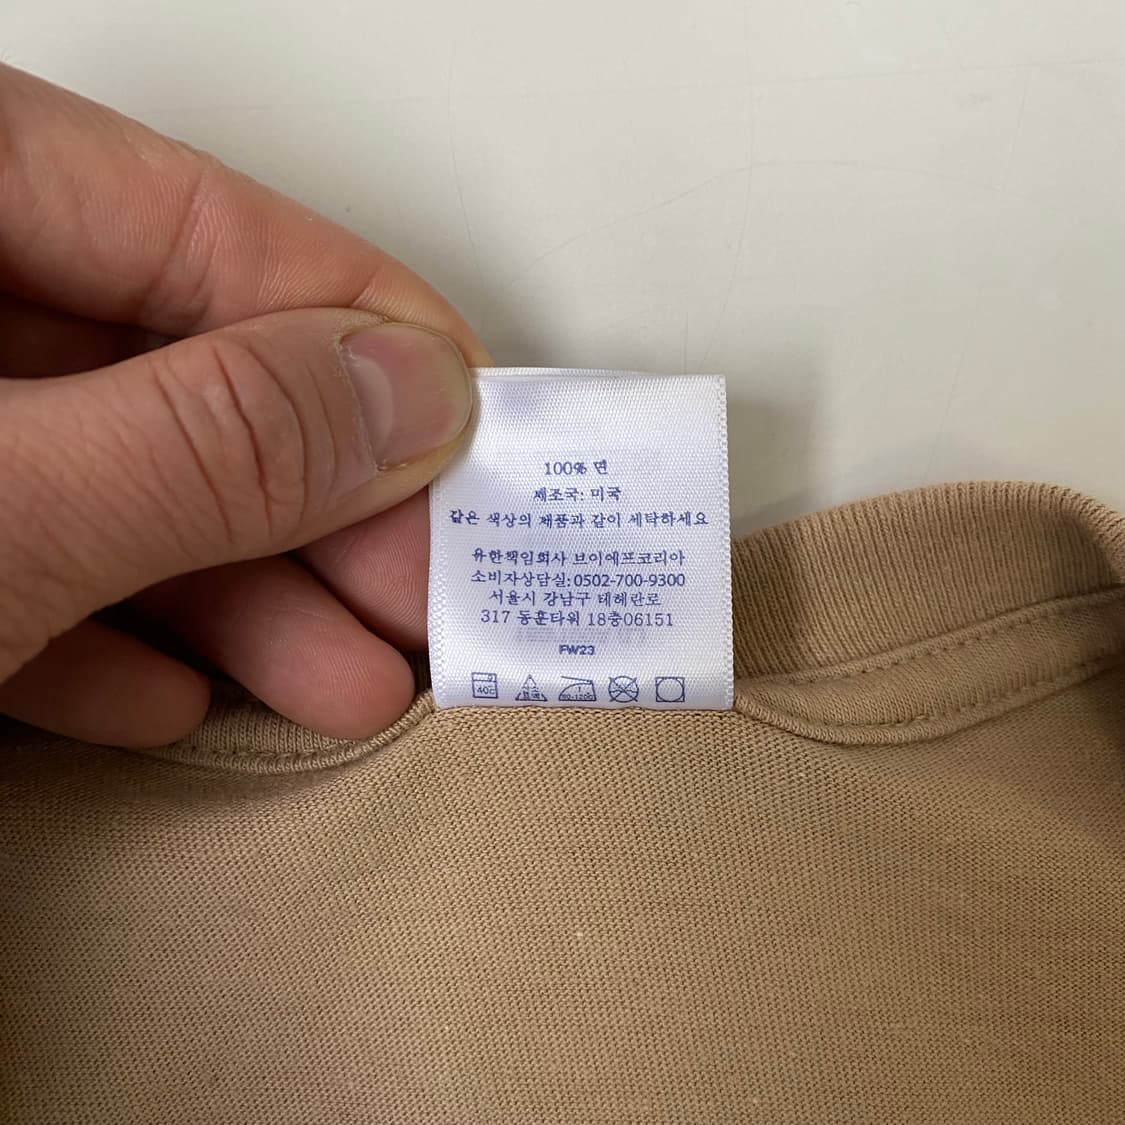 100% 면
제조국: 미국
같은 색상의 제품과 같이 세탁하세요
유한책임회사 브이에프코리아
소비자상담실: 0502-700-9300
서울시 강남구 테헤란로
317 동훈타워 18층06151
FW23
40℃
80-120℃